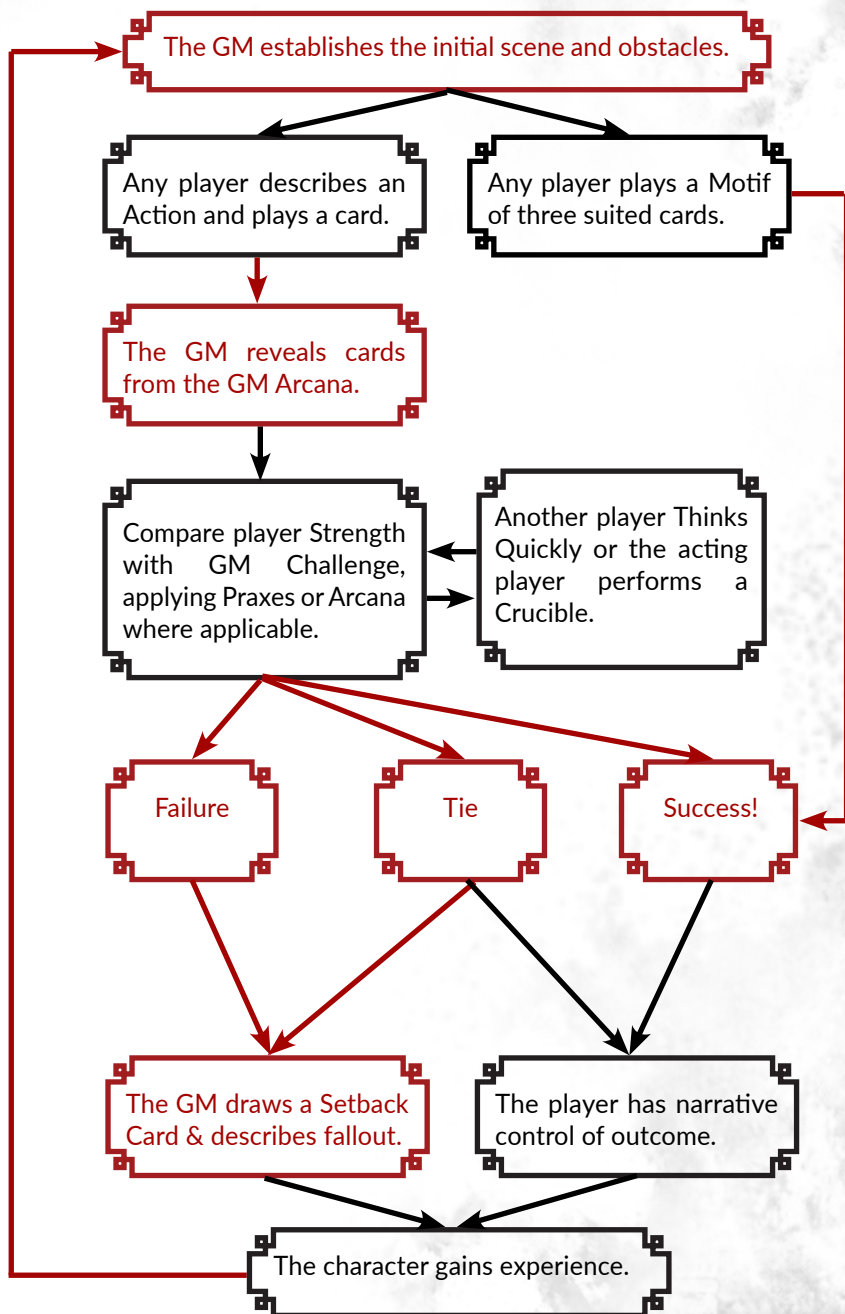 The GM establishes the initial scene and obstacles.
Any player describes an
Action and plays a card.
Any player plays a Motif
of three suited cards.
The GM reveals cards
from the GM Arcana.
Compare player Strength
with GM Challenge,
applying Praxes or Arcana
where applicable.
Another player Thinks
Quickly or the acting
player performs a
Crucible.
Failure
Tie
Success!
The GM draws a Setback
Card & describes fallout.
The player has narrative
control of outcome.
The character gains experience.